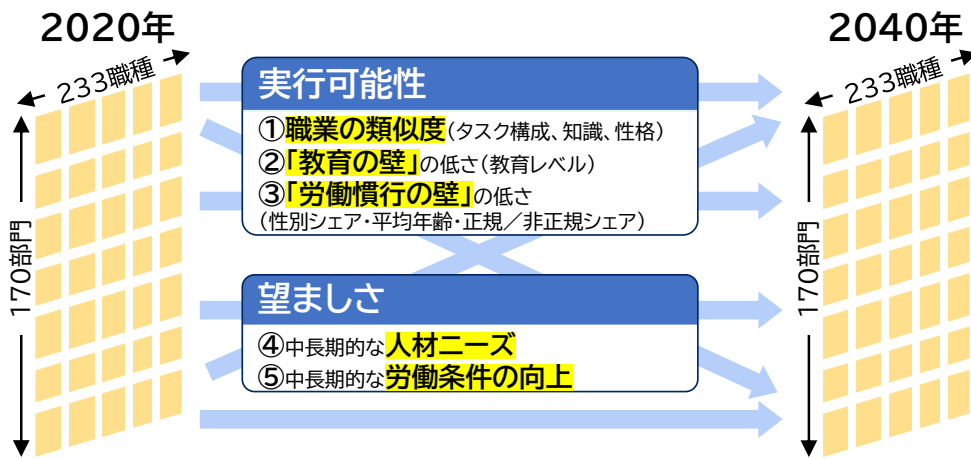 2020年
233職種
170部門
実行可能性
①職業の類似度(タスク構成、知識、性格)
②「教育の壁」の低さ(教育レベル)
③「労働慣行の壁」の低さ
(性別シェア・平均年齢・正規／非正規シェア)
望ましさ
④中長期的な人材ニーズ
⑤中長期的な労働条件の向上
2040年
233職種
170部門